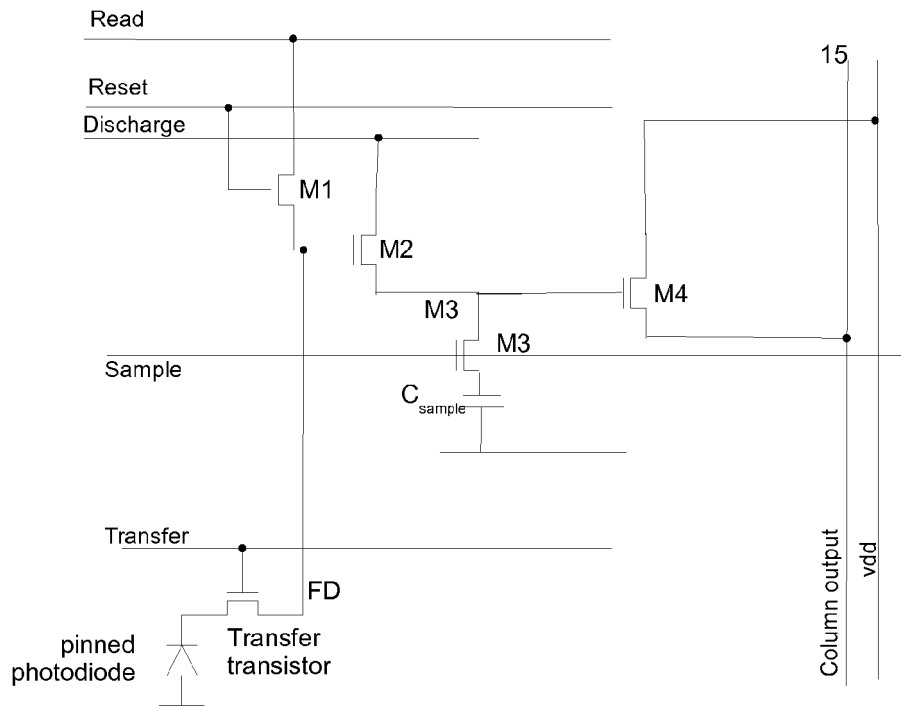 Read
15
Reset
Discharge
M1
M2
M4
M3
M3
Sample
Csample
Transfer
FD
Column output
vdd
Transfer
transistor
pinned
photodiode